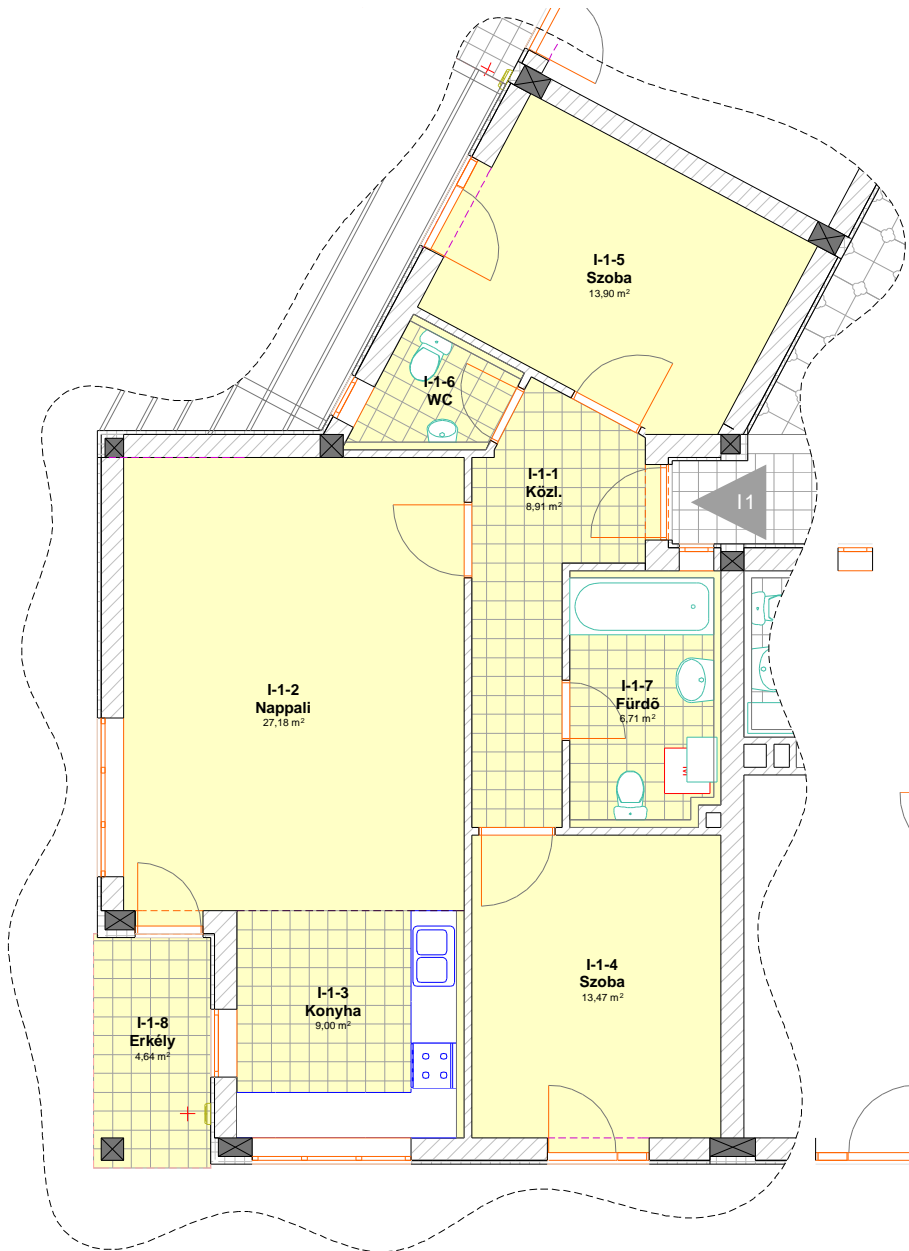 I-1-5
Szoba
13,90 m²
I-1-6
WC
I-1-1
Közl.
8,91 m²
I1
I-1-2
Nappali
27,18 m²
I-1-7
Fürdõ
6,71 m²
I-1-4
Szoba
13,47 m²
I-1-3
Konyha
9,00 m²
I-1-8
Erkély
4,64 m²